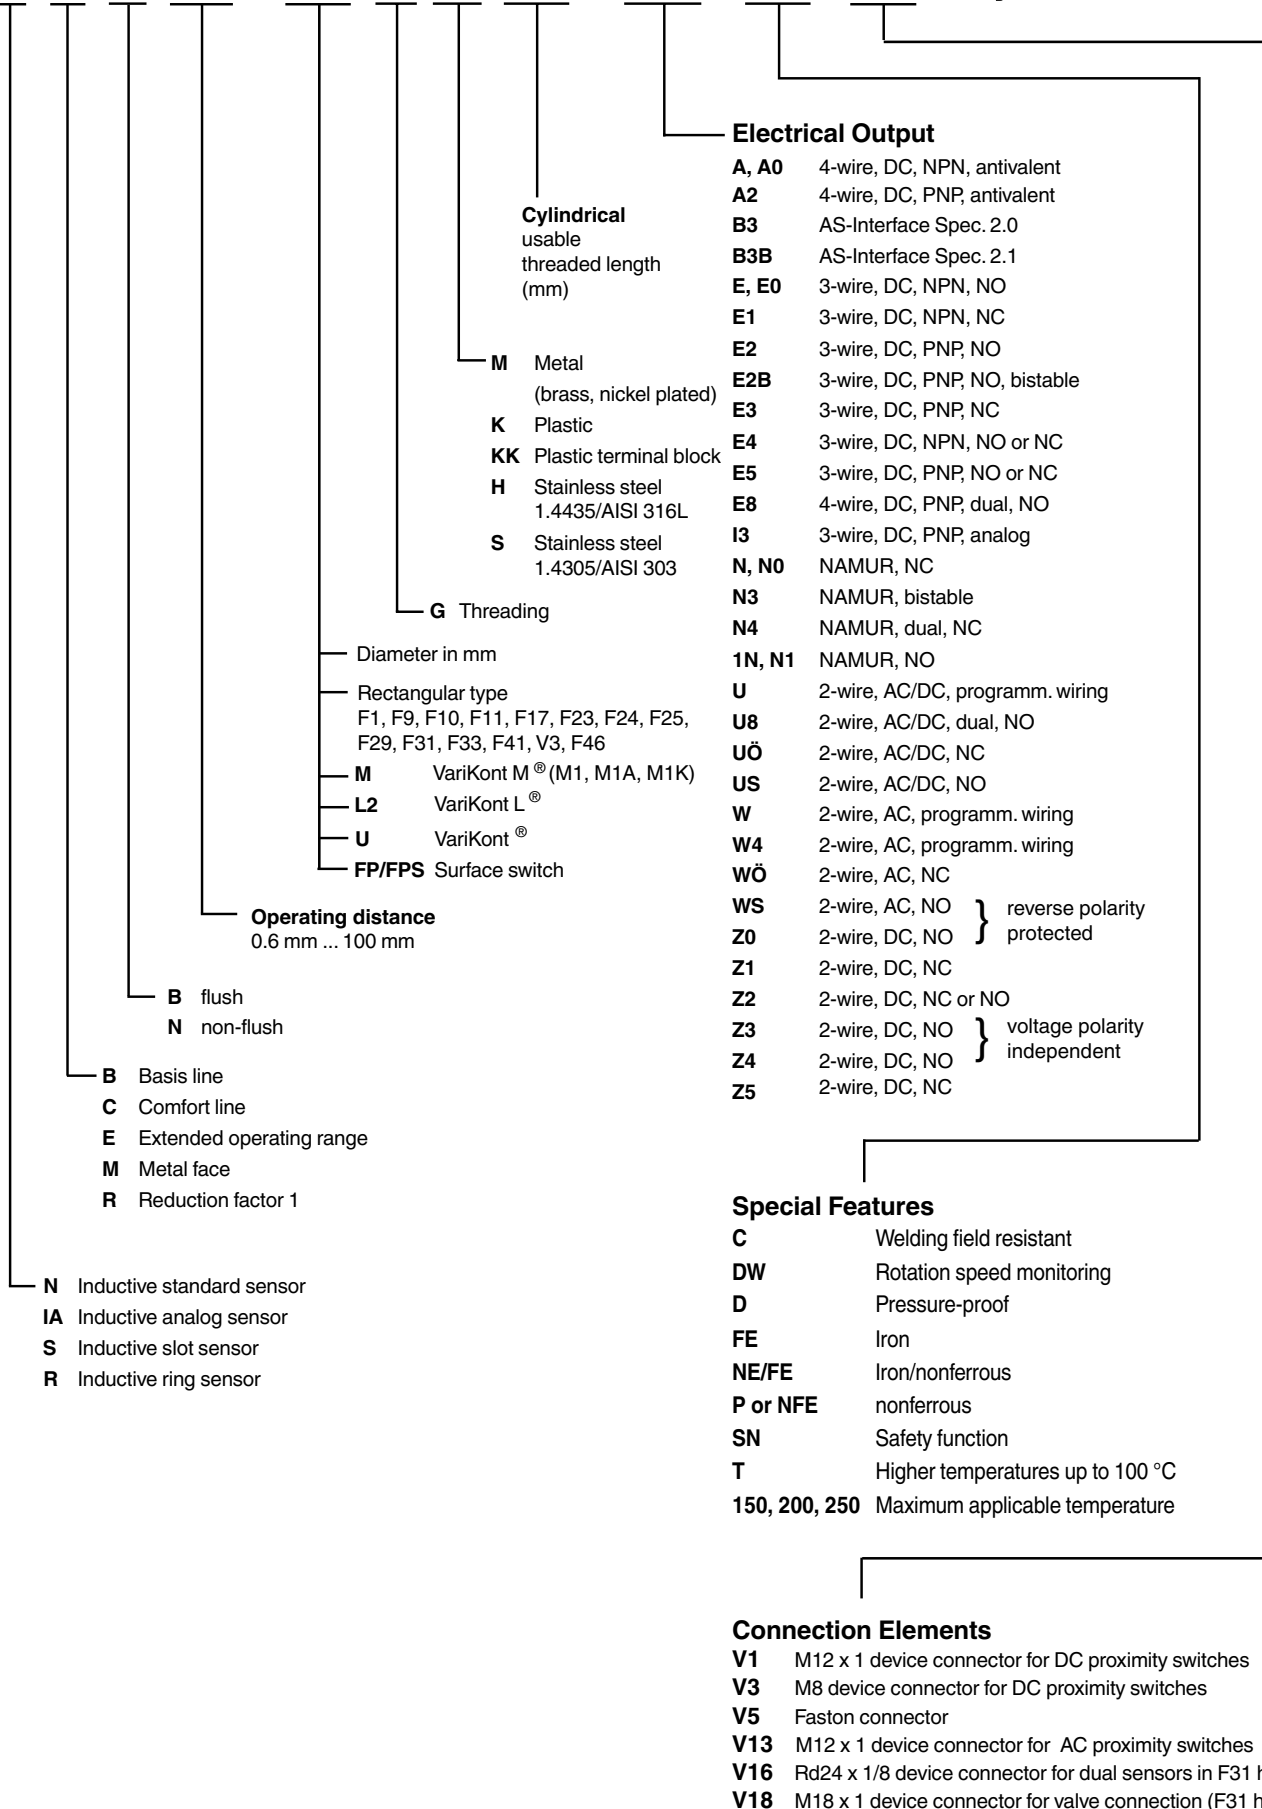 Electrical Output
A, A0 4-wire, DC, NPN, antivalent
A2 4-wire, DC, PNP, antivalent
B3 AS-Interface Spec. 2.0
B3B AS-Interface Spec. 2.1
E, E0 3-wire, DC, NPN, NO
E1 3-wire, DC, NPN, NC
E2 3-wire, DC, PNP, NO
E2B 3-wire, DC, PNP, NO, bistable
E3 3-wire, DC, PNP, NC
E4 3-wire, DC, NPN, NO or NC
E5 3-wire, DC, PNP, NO or NC
E8 4-wire, DC, PNP, dual, NO
I3 3-wire, DC, PNP, analog
N, N0 NAMUR, NC
N3 NAMUR, bistable
N4 NAMUR, dual, NC
1N, N1 NAMUR, NO
U 2-wire, AC/DC, programm. wiring
U8 2-wire, AC/DC, dual, NO
UÖ 2-wire, AC/DC, NC
US 2-wire, AC/DC, NO
W 2-wire, AC, programm. wiring
W4 2-wire, AC, programm. wiring
WÖ 2-wire, AC, NC
WS 2-wire, AC, NO } reverse polarity
Z0 2-wire, DC, NO protected
Z1 2-wire, DC, NC
Z2 2-wire, DC, NC or NO
Z3 2-wire, DC, NO } voltage polarity
Z4 2-wire, DC, NO independent
Z5 2-wire, DC, NC
Cylindrical
usable
threaded length
(mm)
M Metal
(brass, nickel plated)
K Plastic
KK Plastic terminal block
H Stainless steel
1.4435/AISI 316L
S Stainless steel
1.4305/AISI 303
G Threading
Diameter in mm
Rectangular type
F1, F9, F10, F11, F17, F23, F24, F25,
F29, F31, F33, F41, V3, F46
M VariKont M ® (M1, M1A, M1K)
L2 VariKont L ®
U VariKont ®
FP/FPS Surface switch
Operating distance
0.6 mm ... 100 mm
B flush
N non-flush
B Basis line
C Comfort line
E Extended operating range
M Metal face
R Reduction factor 1
N Inductive standard sensor
IA Inductive analog sensor
S Inductive slot sensor
R Inductive ring sensor
Special Features
C Welding field resistant
DW Rotation speed monitoring
D Pressure-proof
FE Iron
NE/FE Iron/nonferrous
P or NFE nonferrous
SN Safety function
T Higher temperatures up to 100 °C
150, 200, 250 Maximum applicable temperature
Connection Elements
V1 M12 x 1 device connector for DC proximity switches
V3 M8 device connector for DC proximity switches
V5 Faston connector
V13 M12 x 1 device connector for AC proximity switches
V16 Rd24 x 1/8 device connector for dual sensors in F31 h
V18 M18 x 1 device connector for valve connection (F31 h